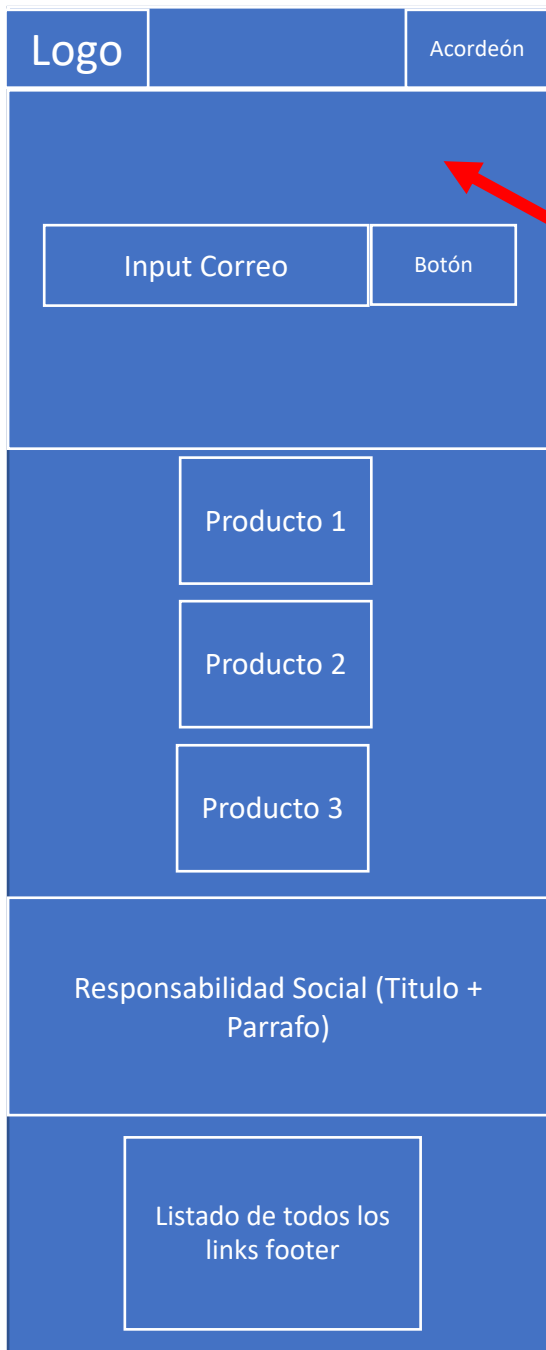 Logo
Acordeón
Input Correo
Botón
Producto 1
Producto 2
Producto 3
Responsabilidad Social (Titulo +
Parrafo)
Listado de todos los
links footer